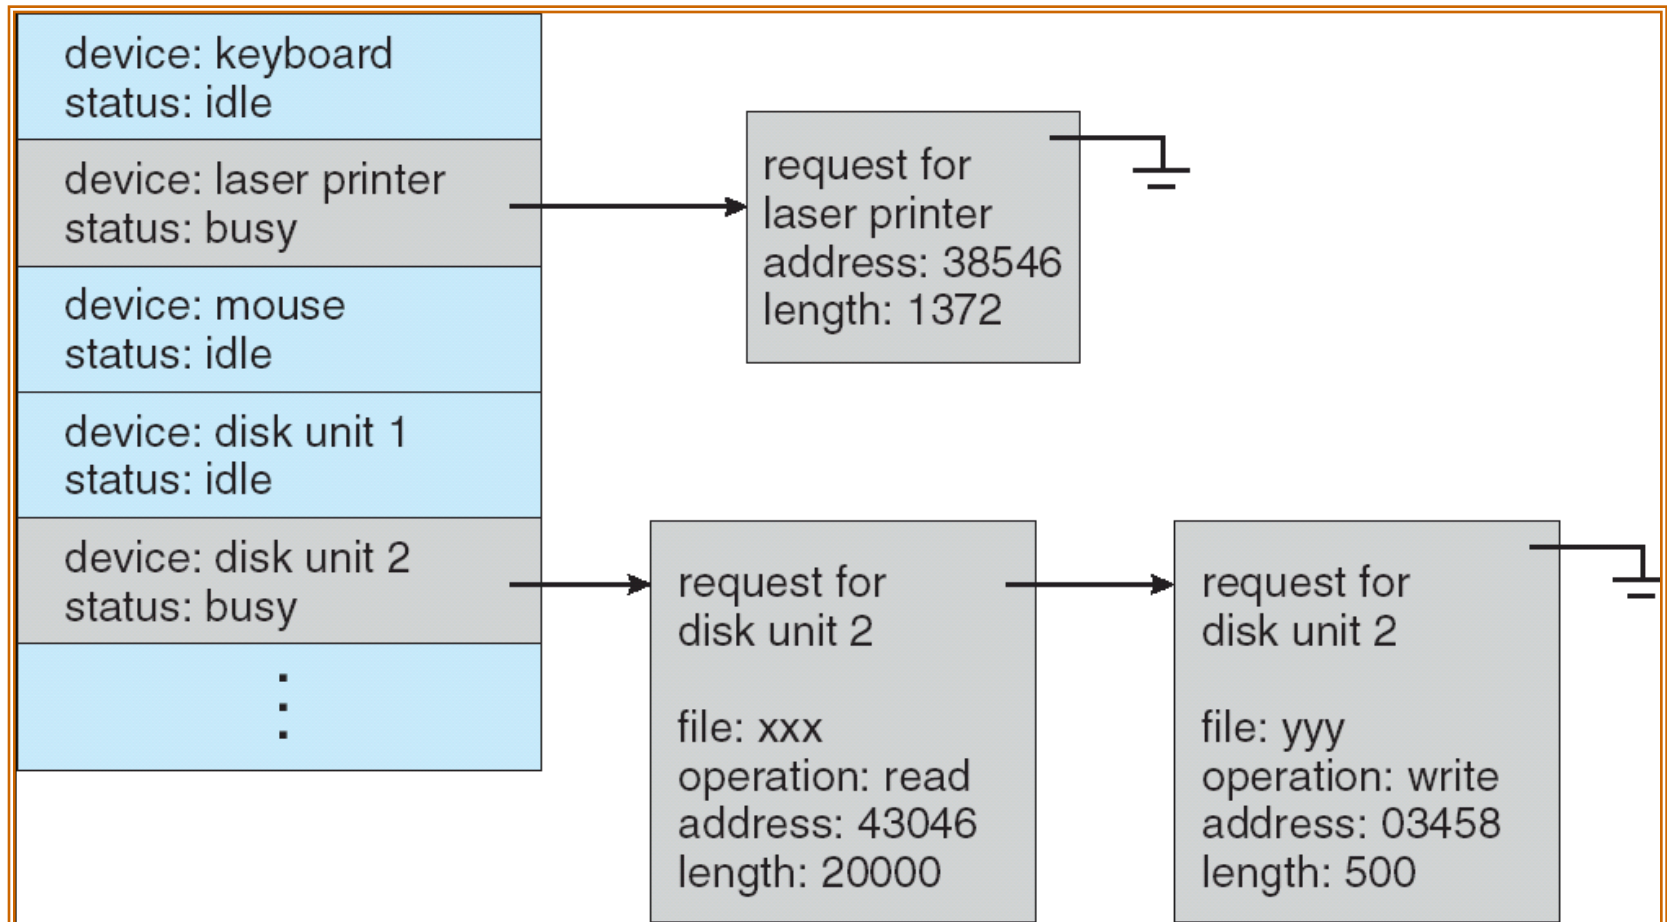 device: keyboard
status: idle
device: laser printer
status: busy
device: mouse
status: idle
device: disk unit 1
status: idle
device: disk unit 2
status: busy
request for
laser printer
address: 38546
length: 1372
request for
disk unit 2
file: xxx
operation: read
address: 43046
length: 20000
request for
disk unit 2
file: yyy
operation: write
address: 03458
length: 500